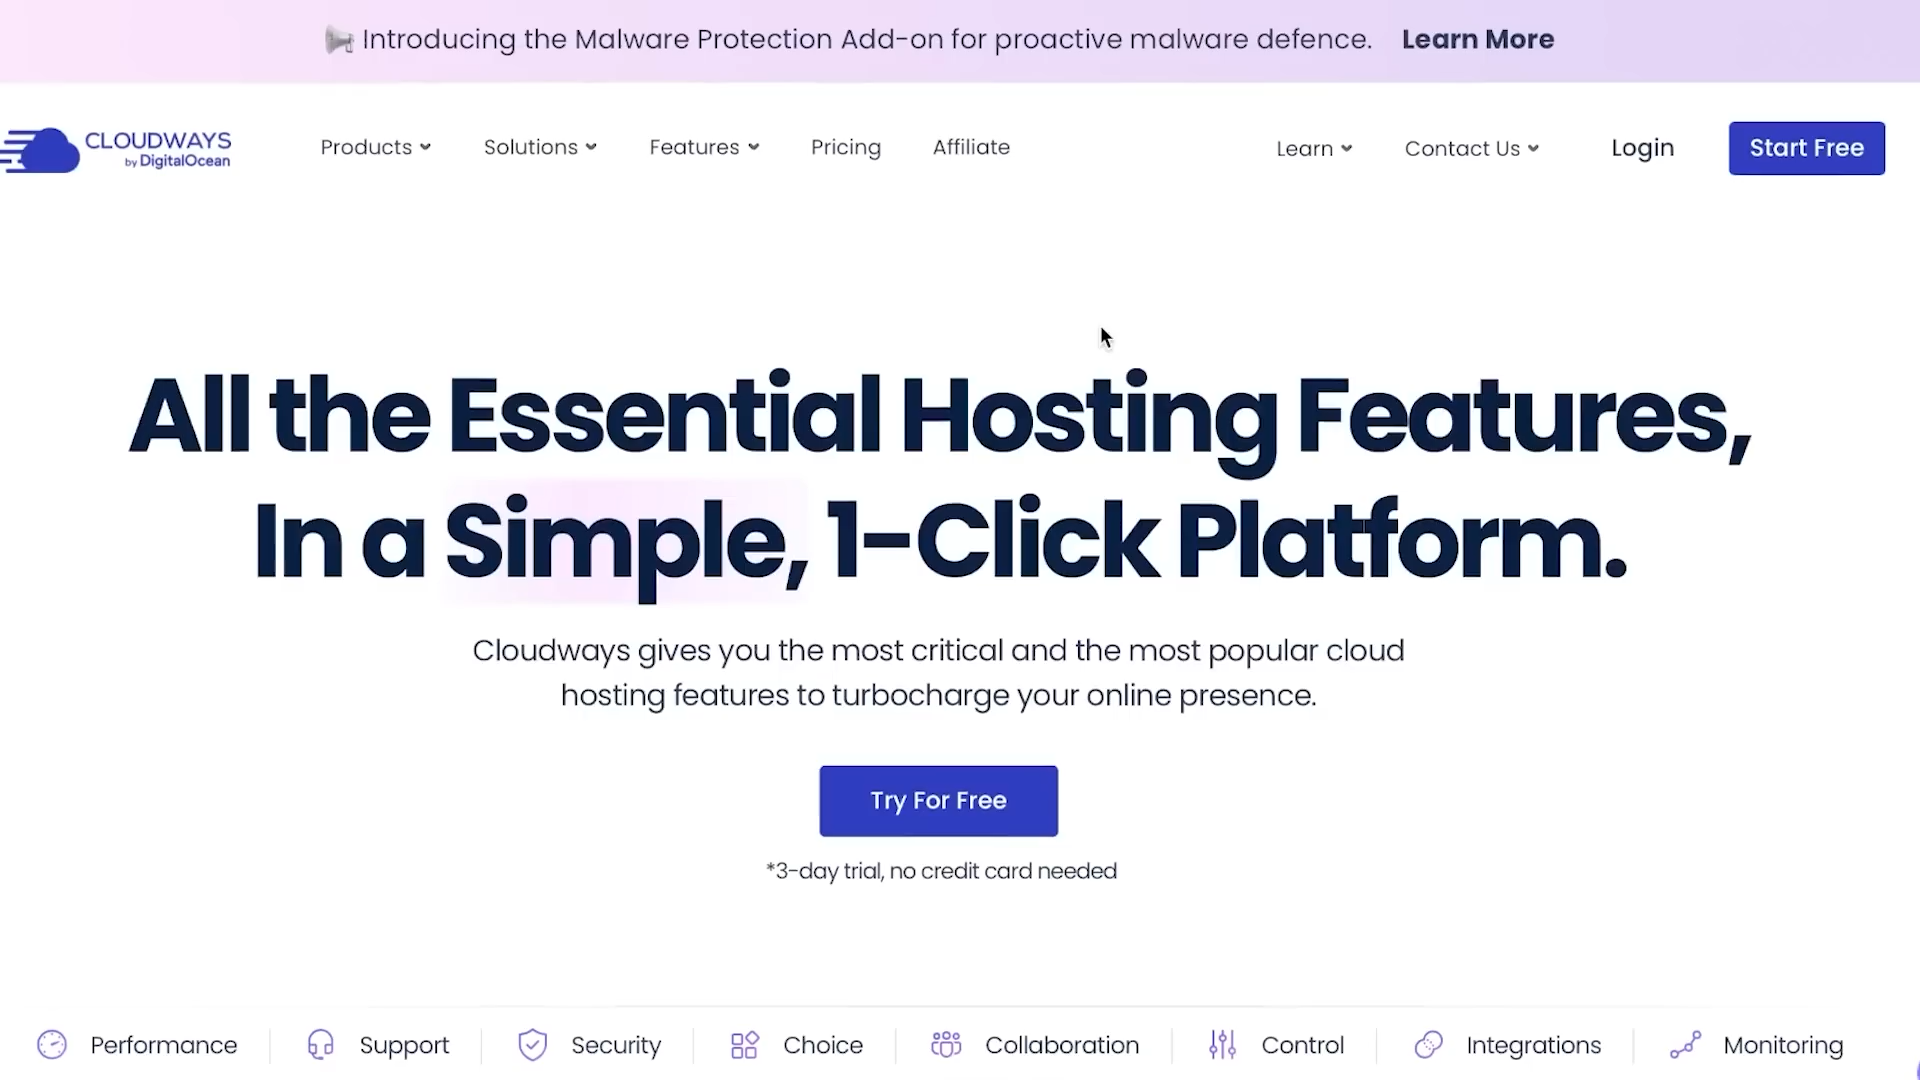 Introducing the Malware Protection Add-on for proactive malware defence. Learn More
CLOUDWAYS
by DigitalOcean
Products
Solutions
Features
Pricing
Affiliate
Learn
Contact Us
Login
Start Free
All the Essential Hosting Features,
In a Simple, 1-Click Platform.
Cloudways gives you the most critical and the most popular cloud
hosting features to turbocharge your online presence.
Try For Free
*3-day trial, no credit card needed
Performance
Support
Security
Choice
Collaboration
Control
Integrations
Monitoring